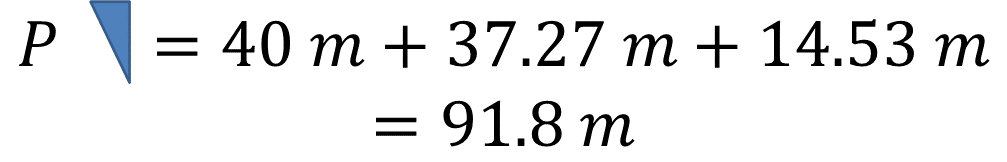 P = 40 m + 37.27 m + 14.53 m
= 91.8 m